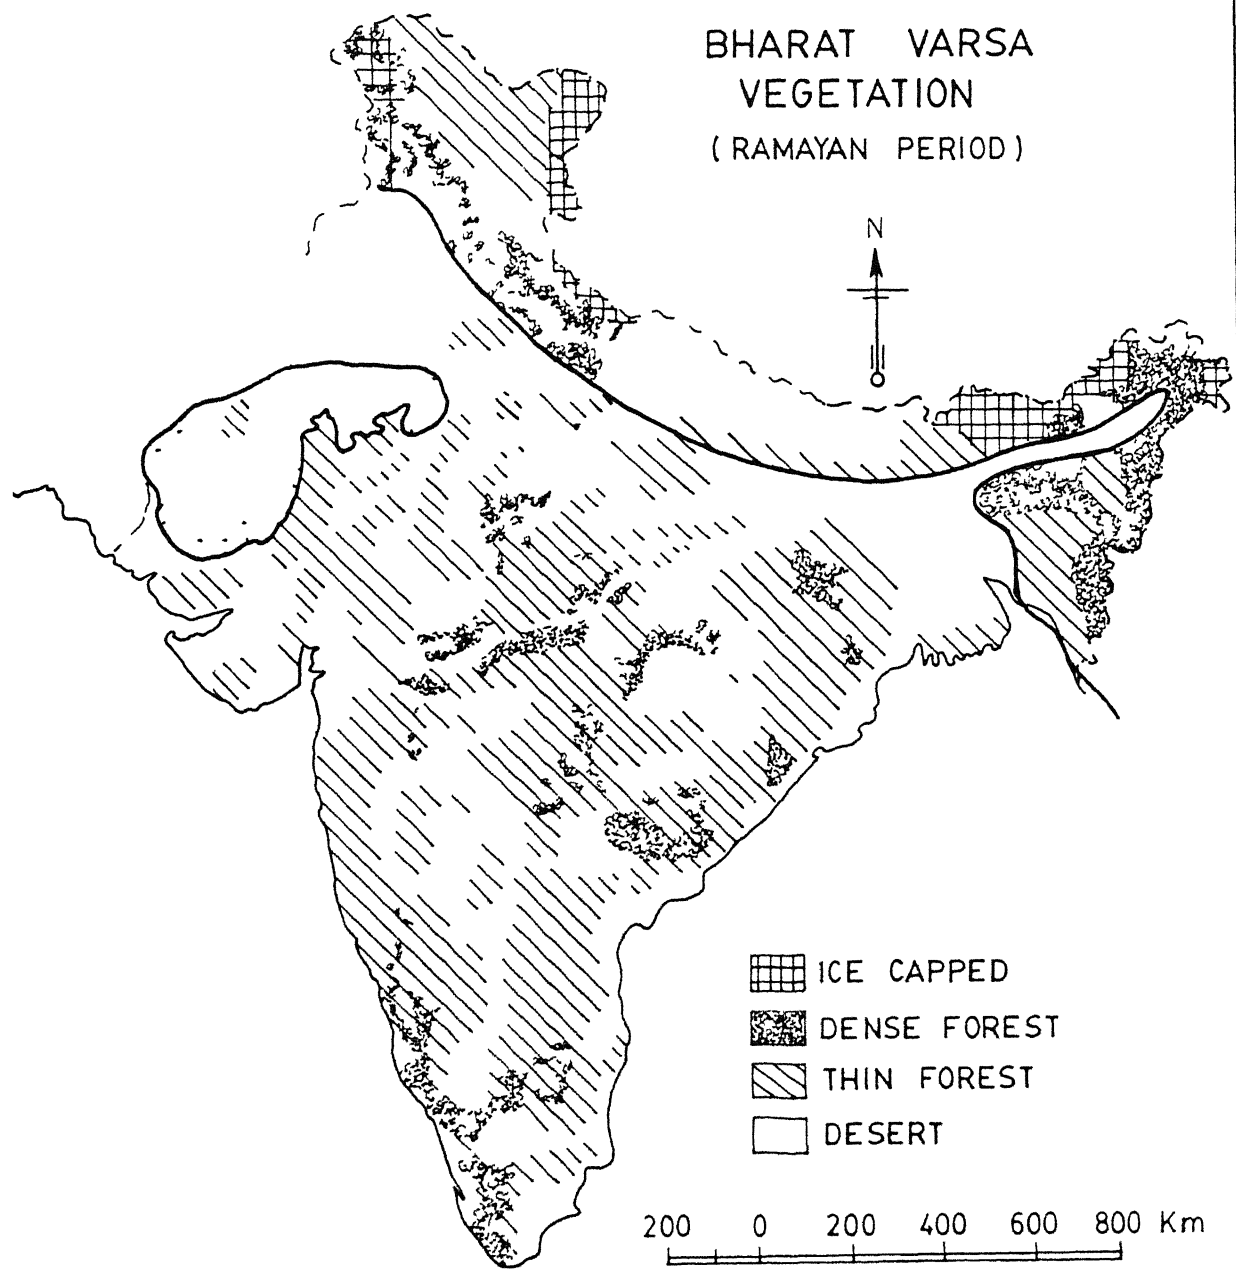 BHARAT VARSA
VEGETATION
(RAMAYAN PERIOD)
N
ICE CAPPED
DENSE FOREST
THIN FOREST
DESERT
200 0 200 400 600 800 Km